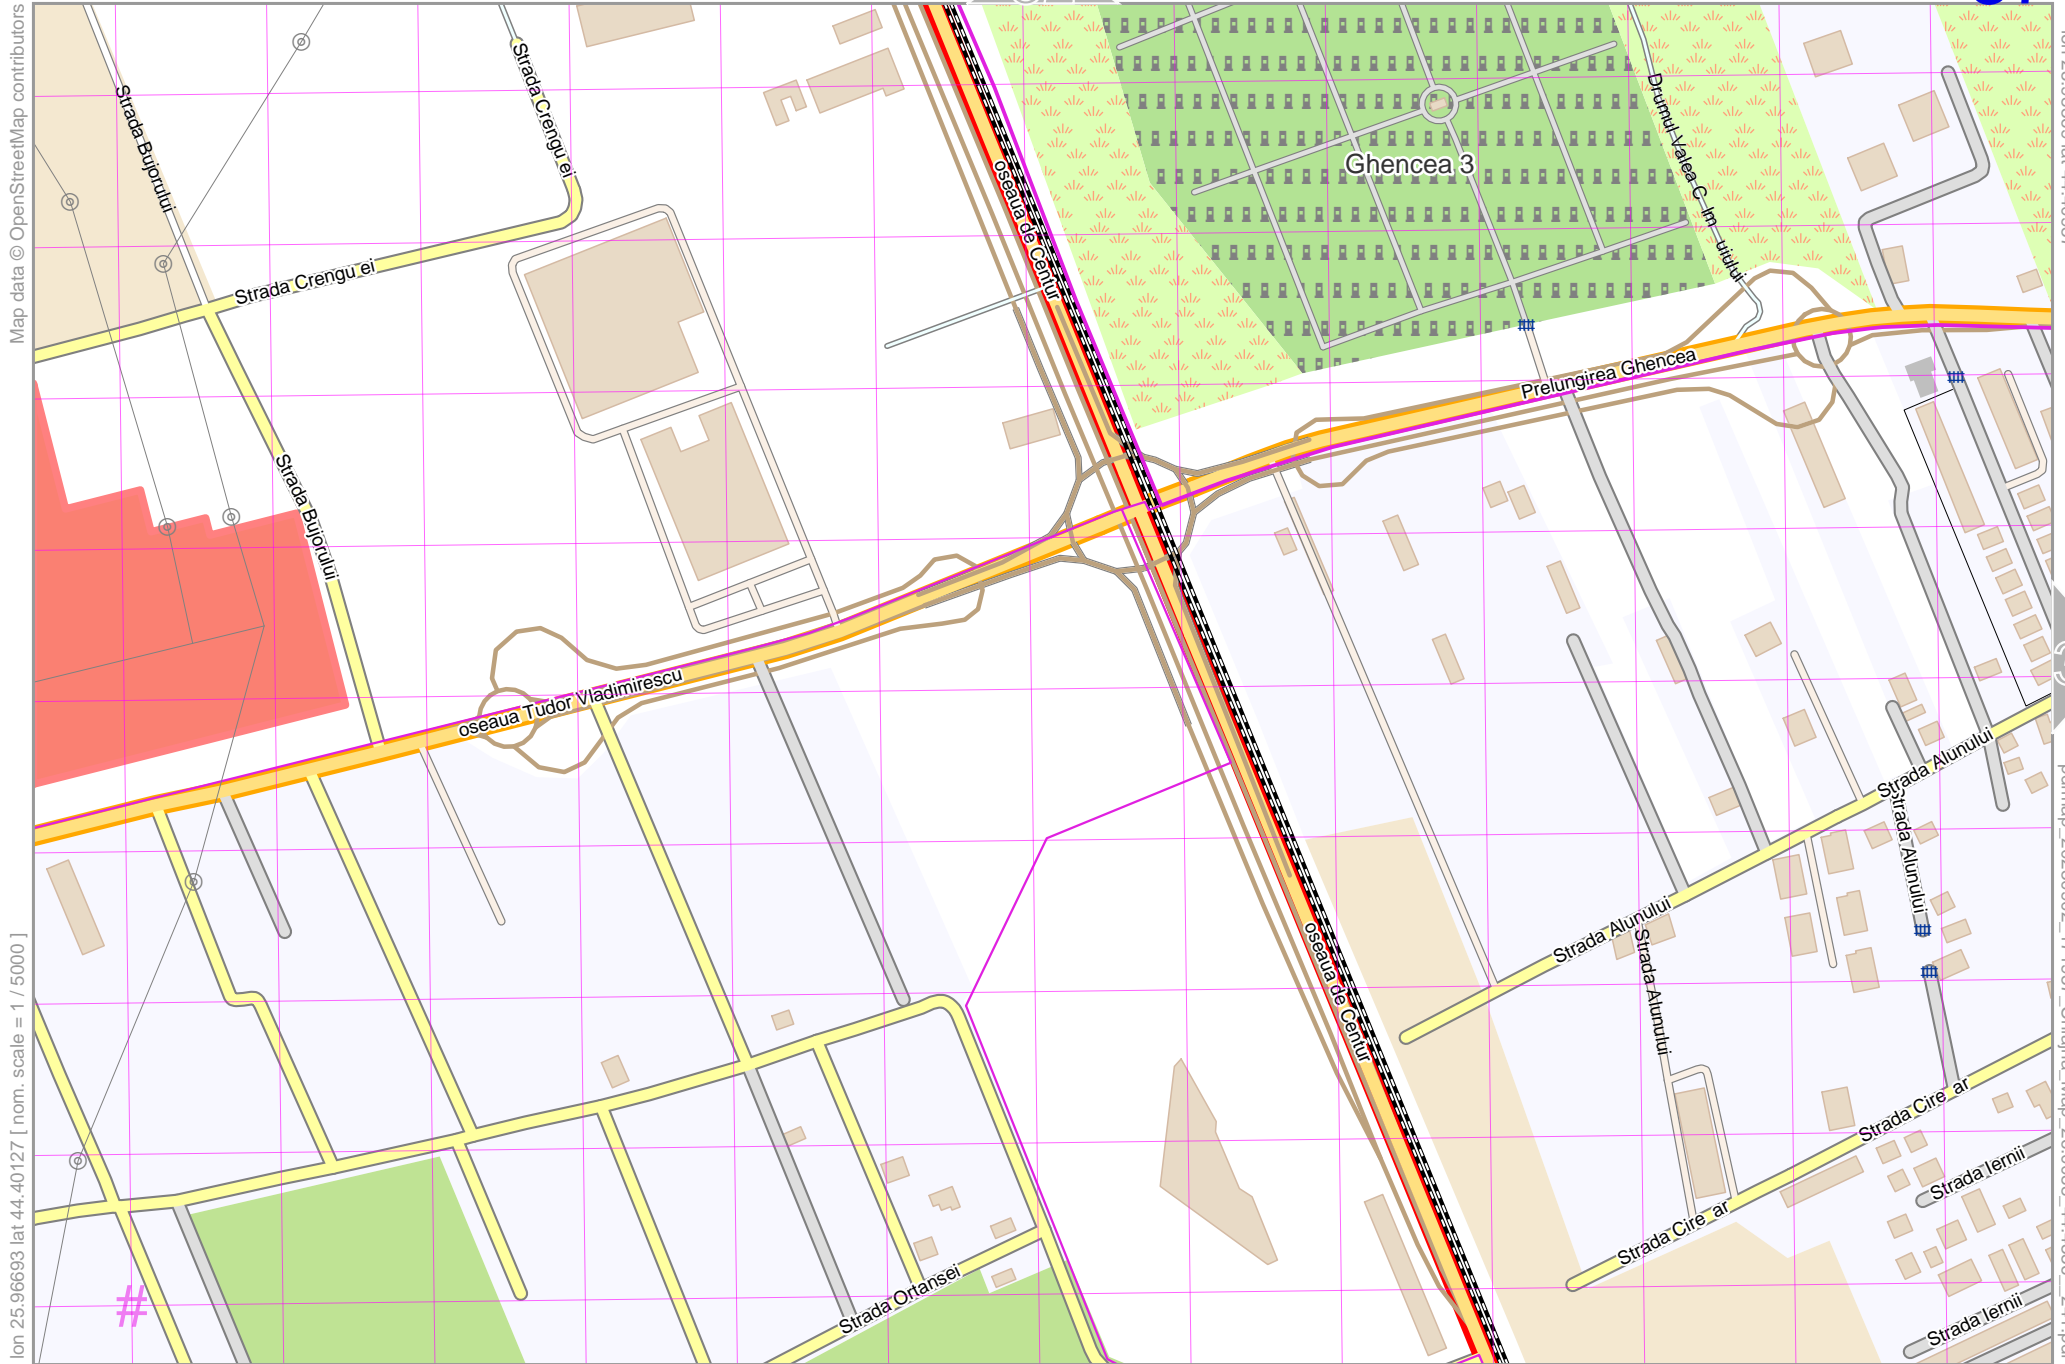 Map data © OpenStreetMap contributors
lon 25.96693 lat 44.40127 [ nom. scale = 1 / 5000 ]
Strada Bujorului
Strada Crengu ei
Strada Crengu ei
Strada Bujorului
oseaua de Centur
Ghencea 3
Drumul Valea C lm uiului
Prelungirea Ghencea
oseaua Tudor Vladimirescu
Strada Alunului
Strada Alunului
Strada Alunului
Strada Alunului
oseaua de Centur
Strada Cire ar
Strada Cire ar
Strada Iernii
Strada Iernii
Strada Ortansei
#